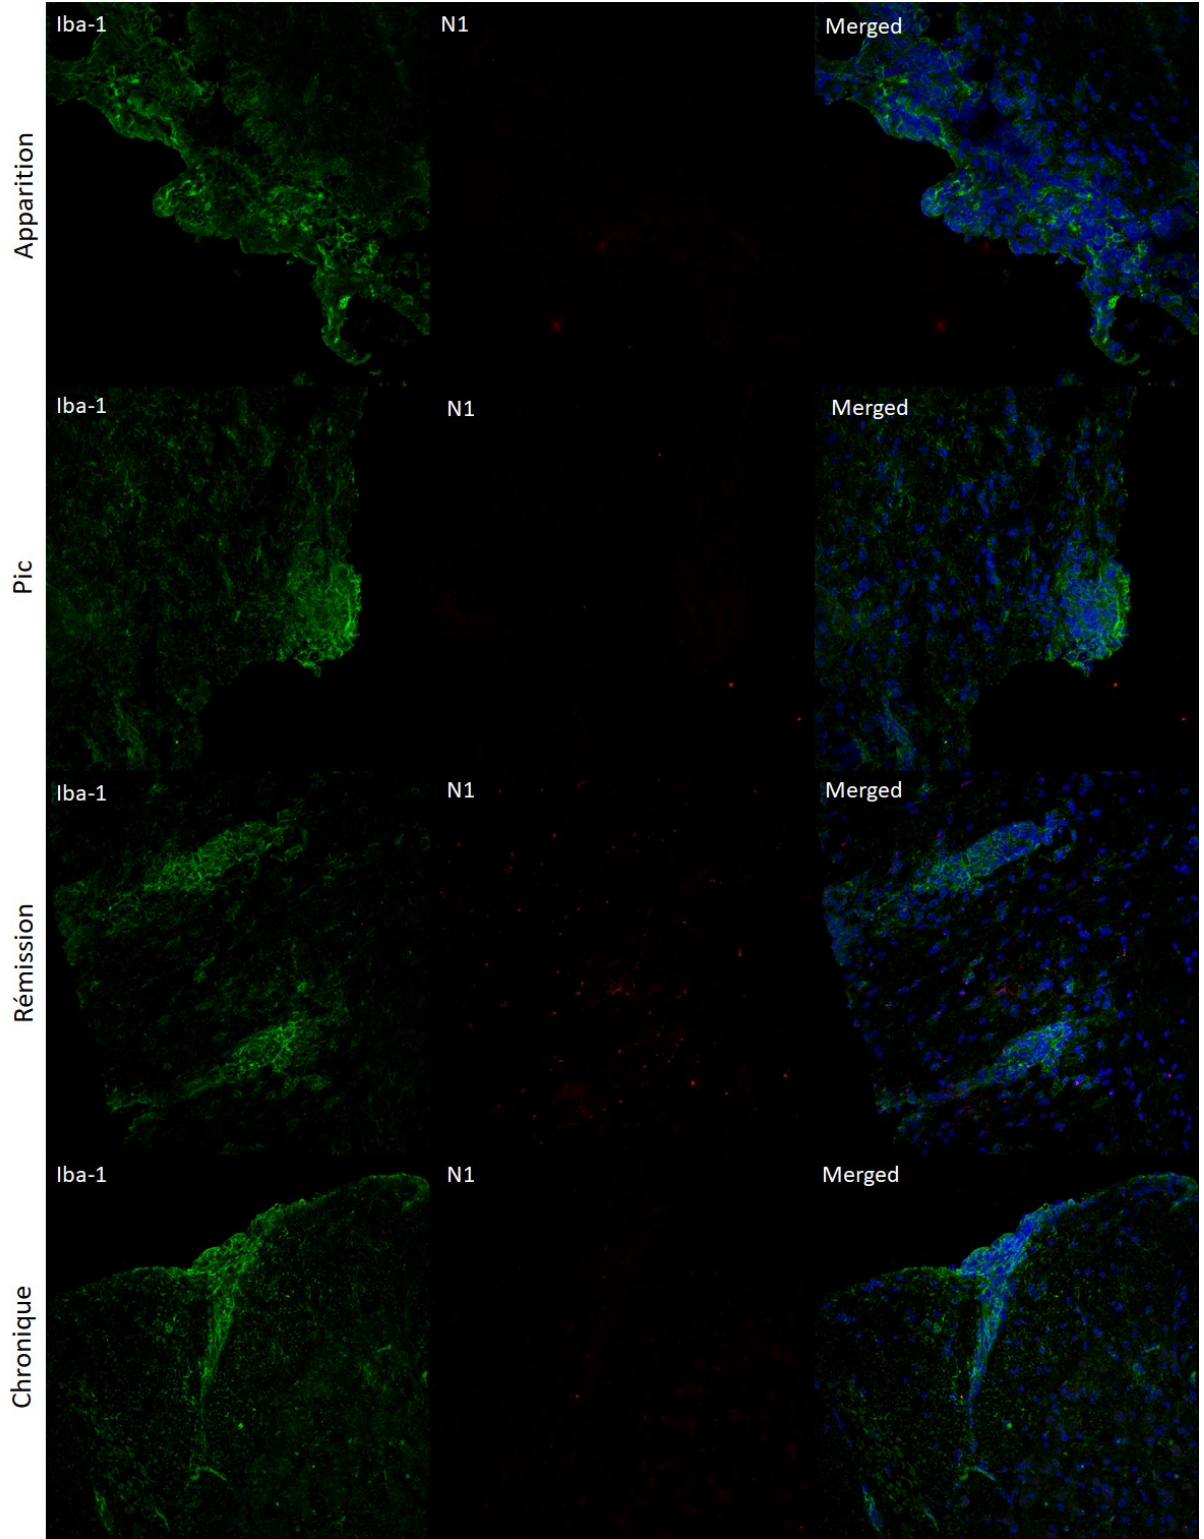 Iba-1 N1 Merged
Apparition
Iba-1 N1 Merged
Pic
Iba-1 N1 Merged
Rémission
Iba-1 N1 Merged
Chronique